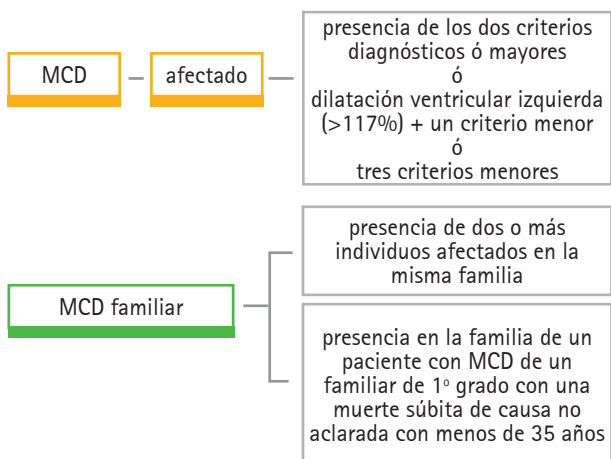 MCD
afectado
presencia de los dos criterios
diagnósticos ó mayores
ó
dilatación ventricular izquierda
(>117%) + un criterio menor
ó
tres criterios menores
MCD familiar
presencia de dos o más
individuos afectados en la
misma familia
presencia en la familia de un
paciente con MCD de un
familiar de 1º grado con una
muerte súbita de causa no
aclarada con menos de 35 años